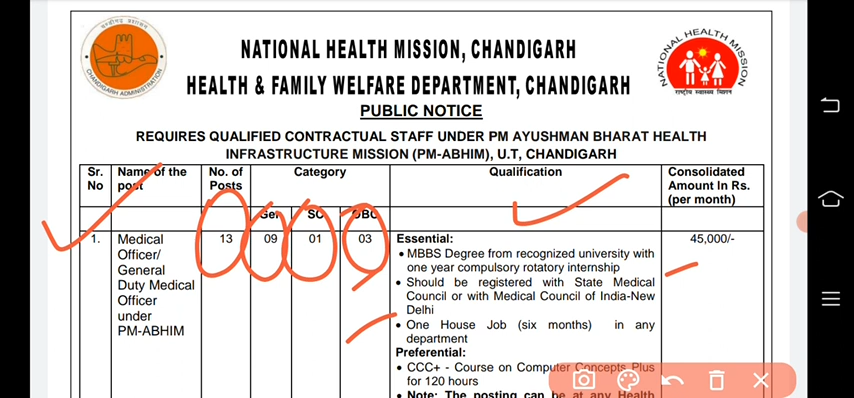 NATIONAL HEALTH MISSION, CHANDIGARH
HEALTH & FAMILY WELFARE DEPARTMENT, CHANDIGARH
PUBLIC NOTICE
CHANDIGARH ADMINISTRATION
NATIONAL HEALTH MISSION
राष्ट्रीय स्वास्थ्य मिशन
REQUIRES QUALIFIED CONTRACTUAL STAFF UNDER PM AYUSHMAN BHARAT HEALTH
INFRASTRUCTURE MISSION (PM-ABHIM), U.T, CHANDIGARH
Sr. No
Name of the post
No. of Posts
Category
Qualification
Consolidated Amount In Rs. (per month)
Gen SC OBC
1.
Medical
Officer/
General
Duty Medical
Officer
under
PM-ABHIM
13 09 01 03
Essential:
• MBBS Degree from recognized university with
one year compulsory rotatory internship
• Should be registered with State Medical
Council or with Medical Council of India-New
Delhi
• One House Job (six months) in any
department
Preferential:
• CCC+ - Course on Computer Concepts Plus
for 120 hours
• Note: The posting can be at any Health
45,000/-